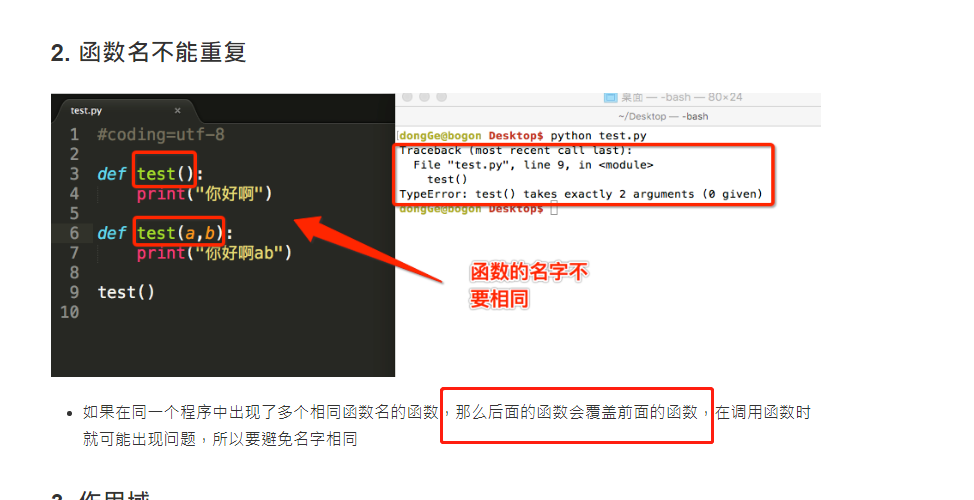 2. 函数名不能重复
test.py ×
桌面 — -bash — 80×24
~/Desktop — -bash
1 #coding=utf-8
2
3 def test():
4 print("你好啊")
5
6 def test(a,b):
7 print("你好啊ab")
8
9 test()
10
[dongGe@bogon Desktop$ python test.py
Traceback (most recent call last):
File "test.py", line 9, in <module>
test()
TypeError: test() takes exactly 2 arguments (0 given)
dongGe@bogon Desktop$
函数的名字不
要相同
• 如果在同一个程序中出现了多个相同函数名的函数，那么后面的函数会覆盖前面的函数，在调用函数时
就可能出现问题，所以要避免名字相同
3. 作用域